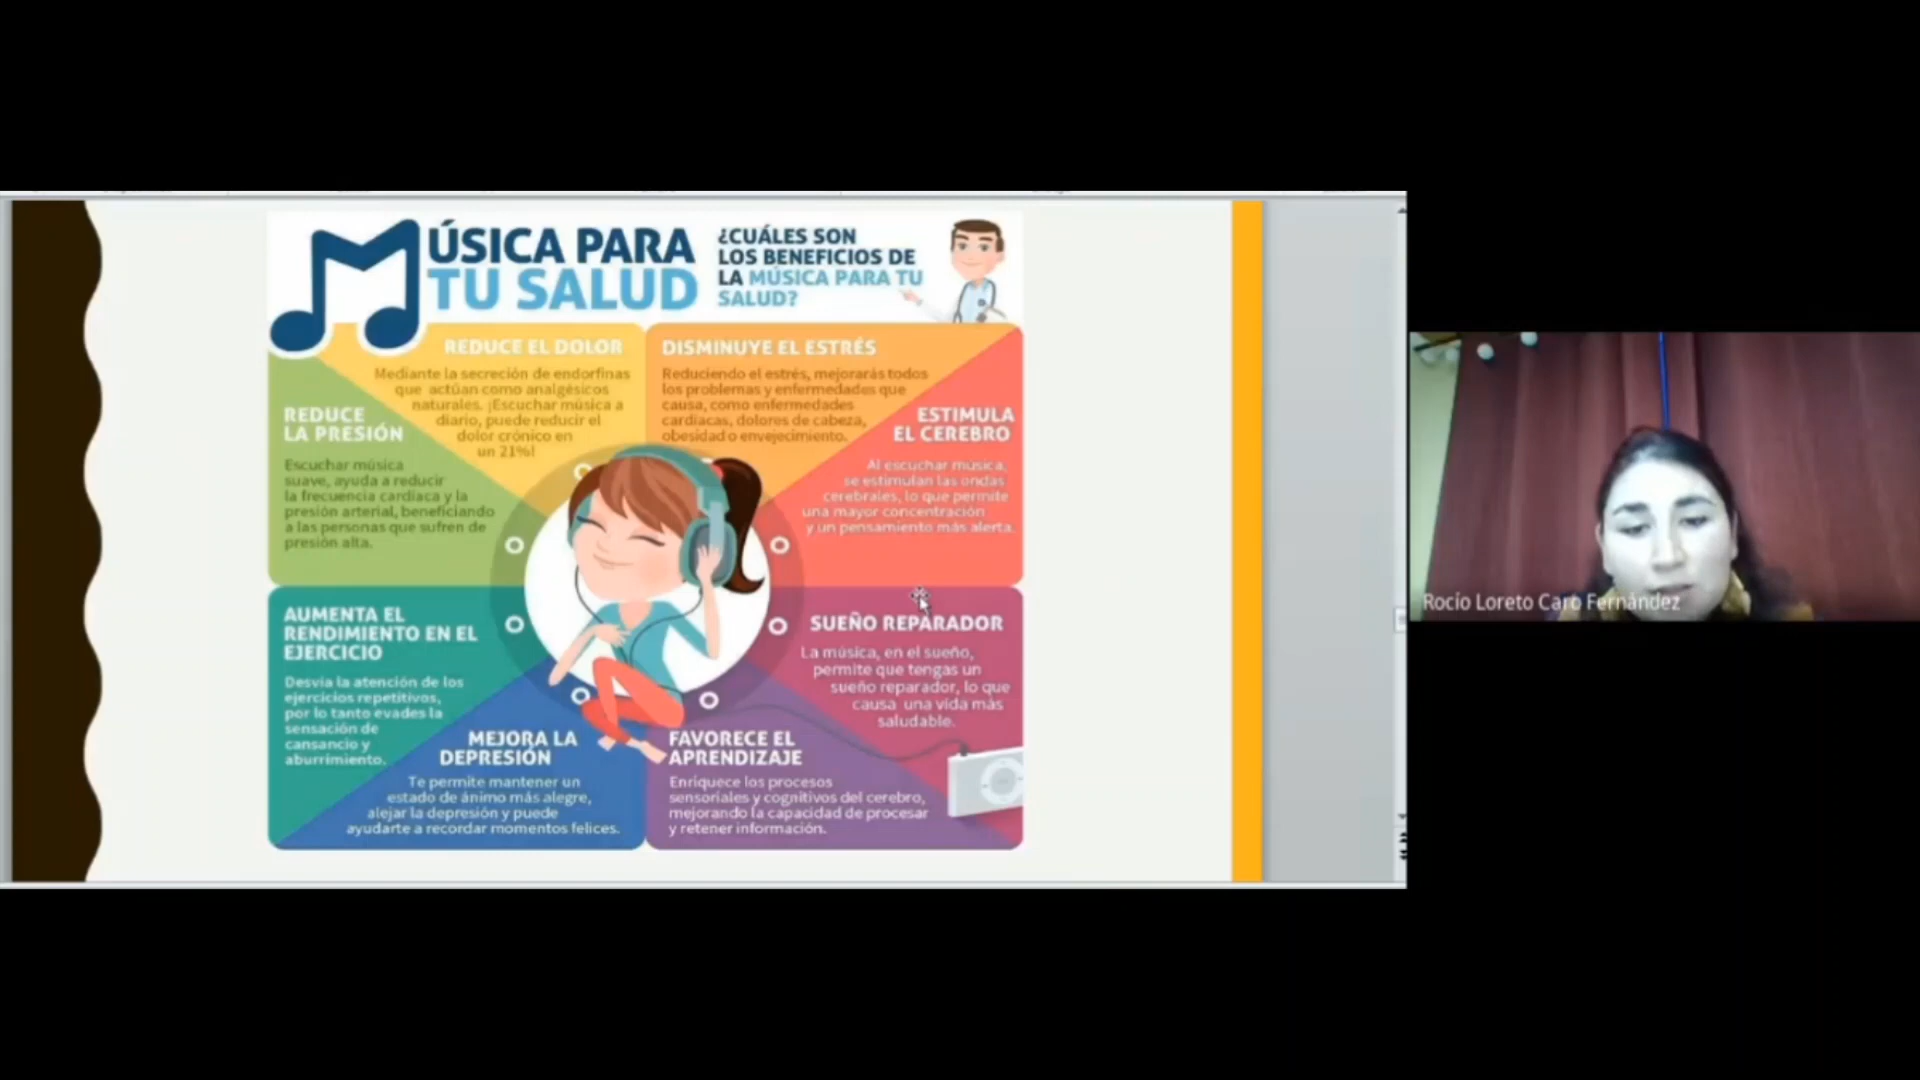 MÚSICA PARA
TU SALUD
¿CUÁLES SON
LOS BENEFICIOS DE
LA MÚSICA PARA TU
SALUD?
REDUCE EL DOLOR
Mediante la secreción de endorfinas
que actúan como analgésicos
naturales. ¡Escuchar música a
diario, puede reducir el
dolor crónico en
un 21%!
DISMINUYE EL ESTRÉS
Reduciendo el estrés, mejorarás todos
los problemas y enfermedades que
causa, como enfermedades
cardíacas, dolores de cabeza,
obesidad o envejecimiento.
REDUCE
LA PRESIÓN
Escuchar música
suave, ayuda a reducir
la frecuencia cardíaca y la
presión arterial, beneficiando
a las personas que sufren de
presión alta.
ESTIMULA
EL CEREBRO
Al escuchar música,
se estimulan las ondas
cerebrales, lo que permite
una mayor concentración
y un pensamiento más alerta.
AUMENTA EL
RENDIMIENTO EN EL
EJERCICIO
Desvía la atención de los
ejercicios repetitivos,
por lo tanto evades la
sensación de
cansancio y
aburrimiento.
SUEÑO REPARADOR
La música, en el sueño,
permite que tengas un
sueño reparador, lo que
causa una vida más
saludable.
MEJORA LA
DEPRESIÓN
Te permite mantener un
estado de ánimo más alegre,
alejar la depresión y puede
ayudarte a recordar momentos felices.
FAVORECE EL
APRENDIZAJE
Enriquece los procesos
sensoriales y cognitivos del cerebro,
mejorando la capacidad de procesar
y retener información.
Rocío Loreto Caro Fernández